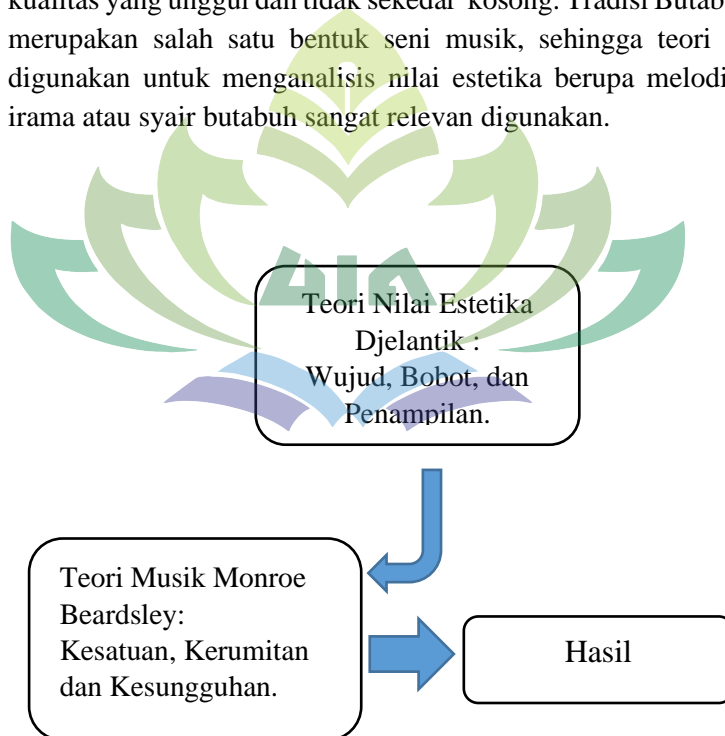 kualitas yang unggul dan tidak sekedar kosong. Tradisi Butab
merupakan salah satu bentuk seni musik, sehingga teori
digunakan untuk menganalisis nilai estetika berupa melodi
irama atau syair butabuh sangat relevan digunakan.
UIN
Teori Nilai Estetika
Djelantik :
Wujud, Bobot, dan
Penampilan.
Teori Musik Monroe
Beardsley:
Kesatuan, Kerumitan
dan Kesungguhan.
Hasil